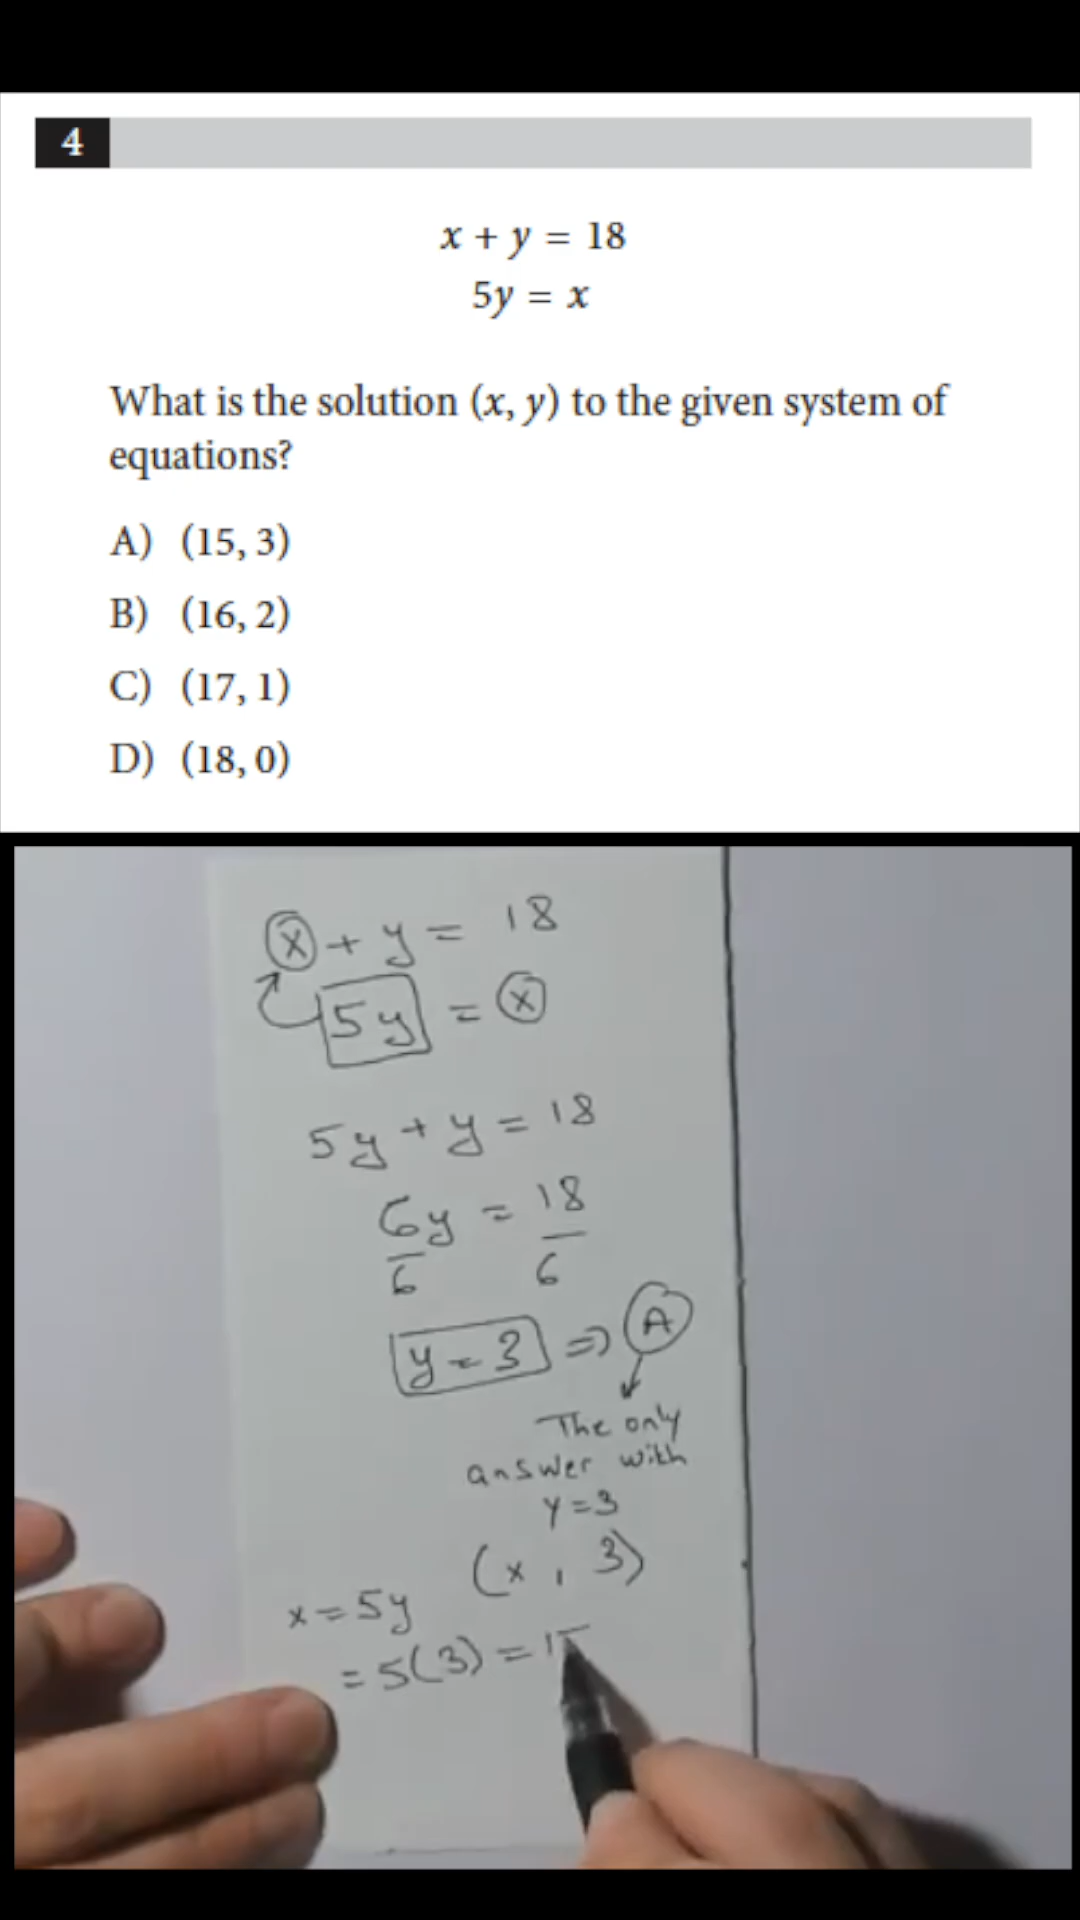 4
x + y = 18
5y = x
What is the solution (x, y) to the given system of
equations?
A) (15, 3)
B) (16, 2)
C) (17, 1)
D) (18, 0)
x + y = 18
5y = x
5y + y = 18
6y = 18
6 6
y = 3 ⇒ A
The only
answer with
y = 3
(x, 3)
x = 5y
= 5(3) = 15